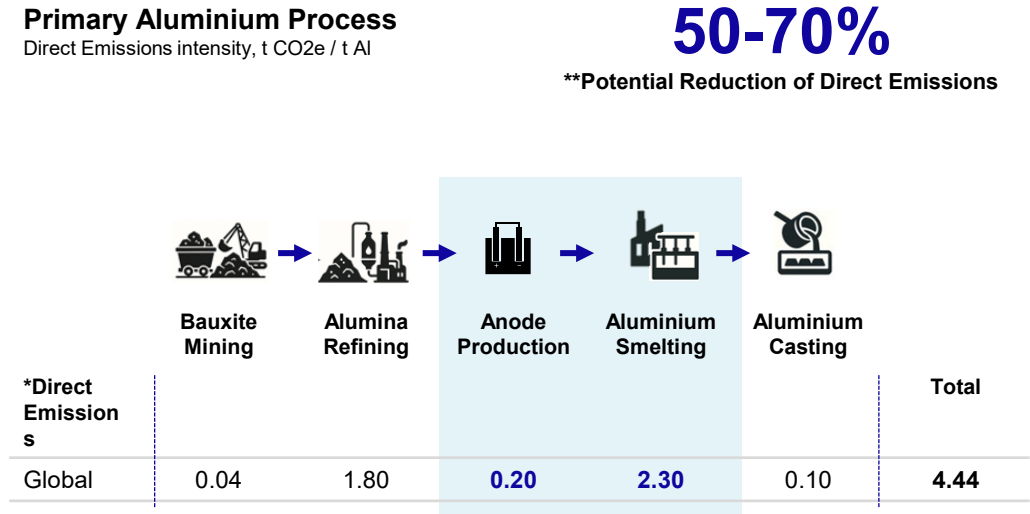 Primary Aluminium Process
Direct Emissions intensity, t CO2e / t Al
50-70%
**Potential Reduction of Direct Emissions
Bauxite
Mining
Alumina
Refining
Anode
Production
Aluminium
Smelting
Aluminium
Casting
*Direct
Emission
s
Total
Global 0.04 1.80 0.20 2.30 0.10 4.44